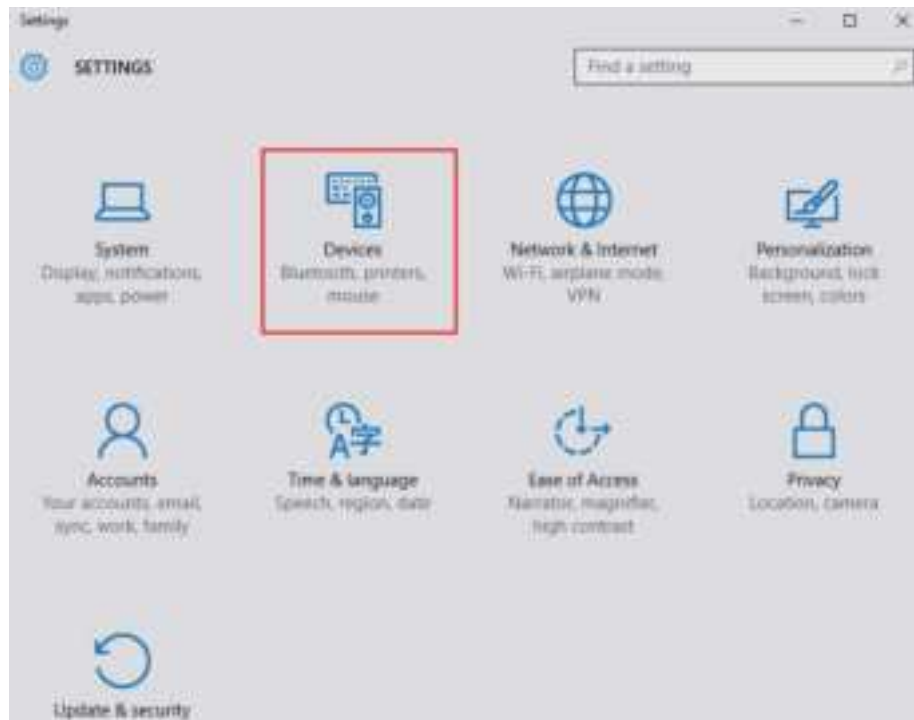 Settings
SETTINGS
Find a setting
System
Display, notifications,
apps, power
Devices
Bluetooth, printers,
mouse
Network & Internet
Wi-Fi, airplane mode,
VPN
Personalization
Background, lock
screen, colors
Accounts
Your accounts, email,
sync, work, family
Time & language
Speech, region, date
Ease of Access
Narrator, magnifier,
high contrast
Privacy
Location, camera
Update & security